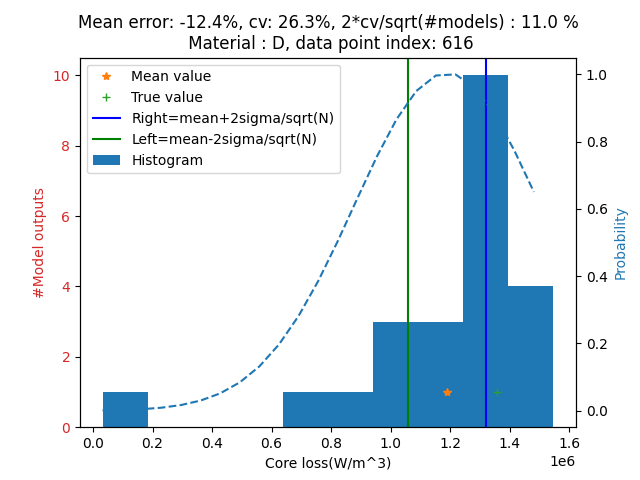 Mean error: -12.4%, cv: 26.3%, 2*cv/sqrt(#models) : 11.0 %
Material : D, data point index: 616
Mean value
True value
Right=mean+2sigma/sqrt(N)
Left=mean-2sigma/sqrt(N)
Histogram
#Model outputs
10
8
6
4
2
0
Probability
1.0
0.8
0.6
0.4
0.2
0.0
0.0 0.2 0.4 0.6 0.8 1.0 1.2 1.4 1.6
1e6
Core loss(W/m^3)